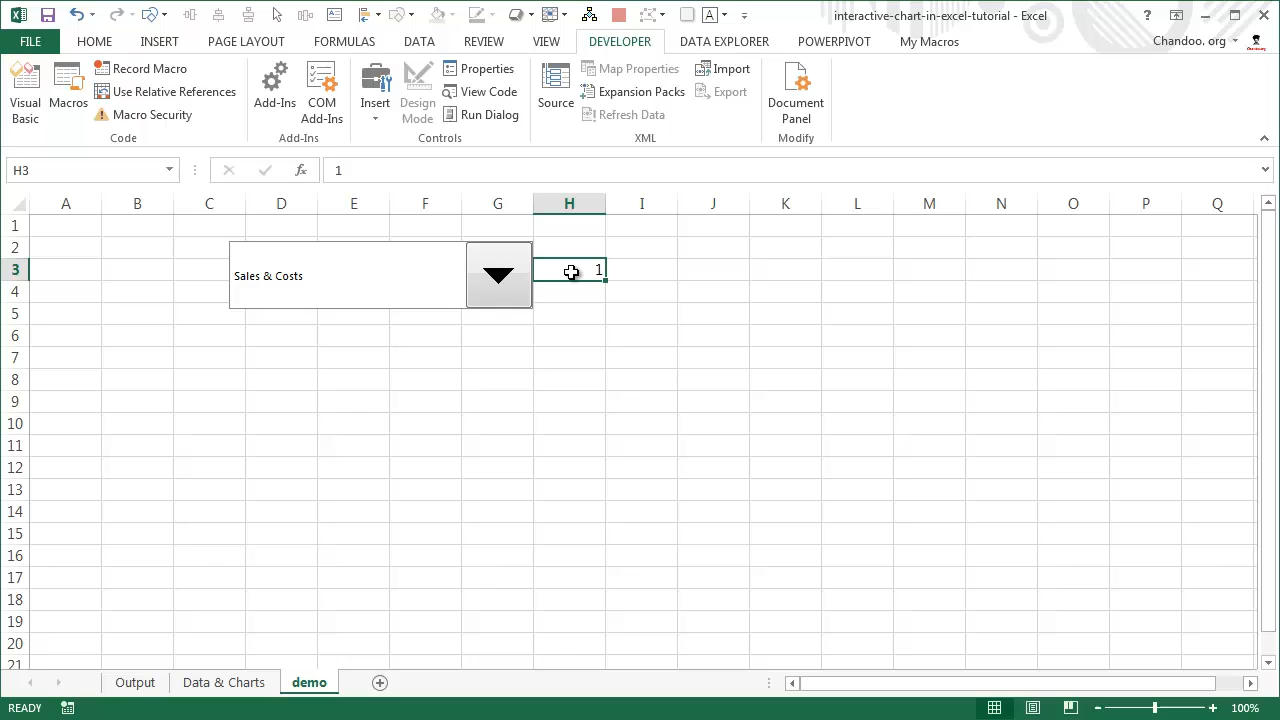 interactive-chart-in-excel-tutorial - Excel
FILE HOME INSERT PAGE LAYOUT FORMULAS DATA REVIEW VIEW DEVELOPER DATA EXPLORER POWERPIVOT My Macros Chandoo. org
Visual Basic
Macros
Record Macro
Use Relative References
Macro Security
Code
Add-Ins
COM Add-Ins
Add-Ins
Insert
Design Mode
Properties
View Code
Run Dialog
Controls
Source
Map Properties
Expansion Packs
Refresh Data
Import
Export
XML
Document Panel
Modify
H3 fx 1
A B C D E F G H I J K L M N O P Q
1
2
3 1
Sales & Costs
4
5
6
7
8
9
10
11
12
13
14
15
16
17
18
19
20
21
Output Data & Charts demo
READY 100%